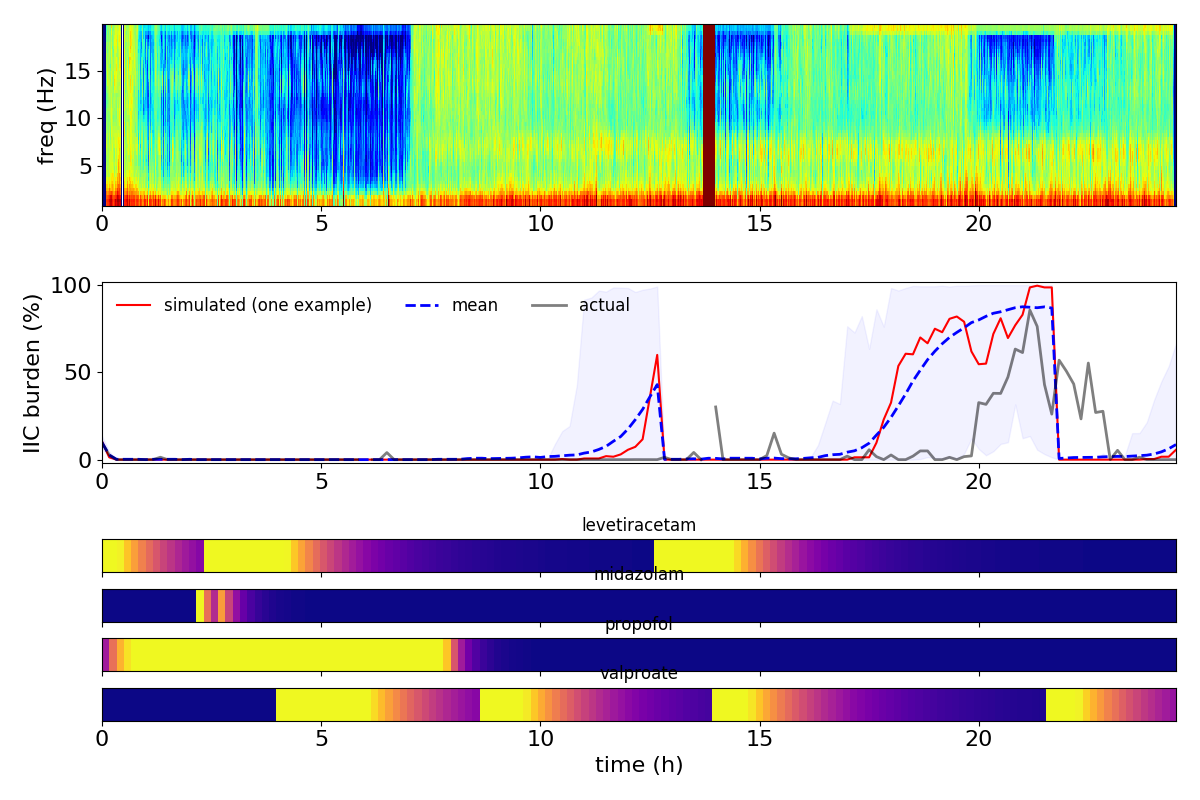 freq (Hz)
15
10
5
0 5 10 15 20
IIC burden (%)
100
50
0
simulated (one example) mean actual
0 5 10 15 20
levetiracetam
midazolam
propofol
valproate
0 5 10 15 20
time (h)